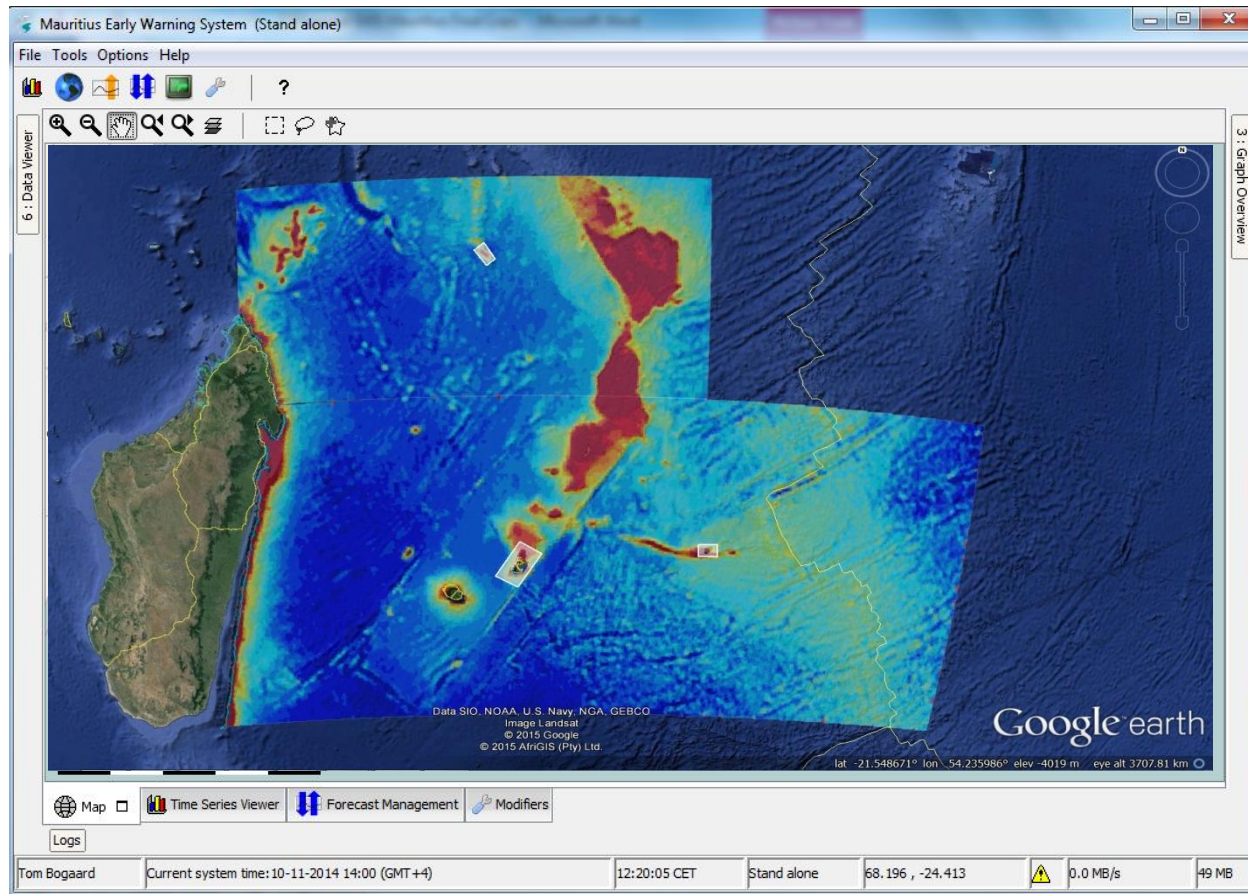 Mauritius Early Warning System (Stand alone)
File Tools Options Help
?
6 : Data Viewer
3 : Graph Overview
N
Data SIO, NOAA, U.S. Navy, NGA, GEBCO
Image Landsat
© 2015 Google
© 2015 AfriGIS (Pty) Ltd.
Google earth
lat -21.548671° lon 54.235986° elev -4019 m eye alt 3707.81 km
Map Time Series Viewer Forecast Management Modifiers
Logs
Tom Bogaard Current system time:10-11-2014 14:00 (GMT+4) 12:20:05 CET Stand alone 68.196 , -24.413 0.0 MB/s 49 MB